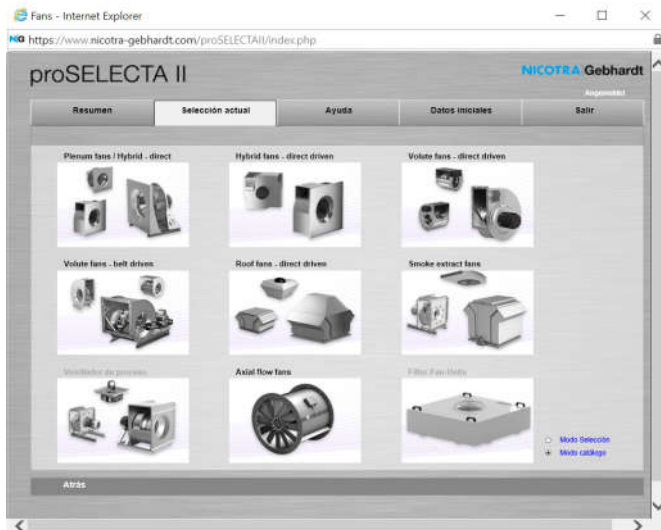 Fans - Internet Explorer
NG https://www.nicotra-gebhardt.com/proSELECTAII/index.php
proSELECTA II
NICOTRA Gebhardt
Angemeldet
Resumen
Selección actual
Ayuda
Datos iniciales
Salir
Plenum fans / Hybrid - direct
Hybrid fans - direct driven
Volute fans - direct driven
Volute fans - belt driven
Roof fans - direct driven
Smoke extract fans
Ventilador de proceso
Axial flow fans
Filter Fan Units
Modo Selección
Modo catálogo
Atrás